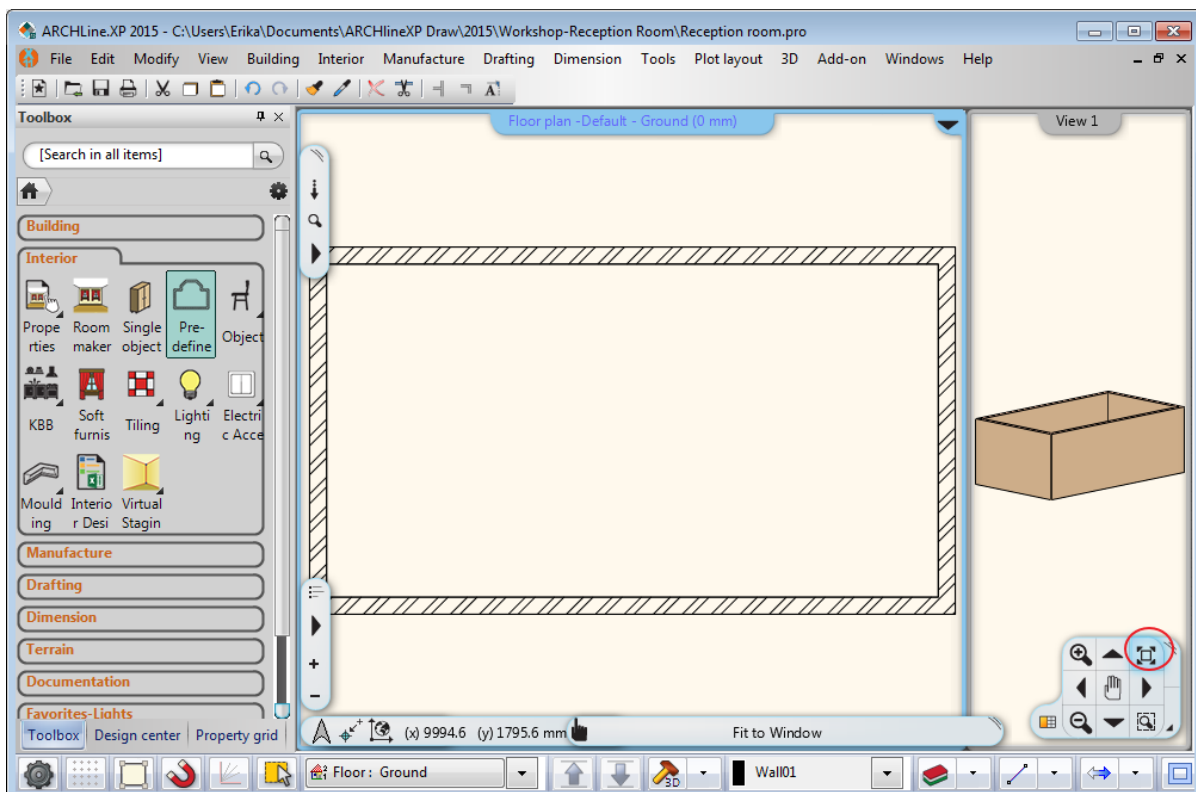 ARCHLine.XP 2015 - C:\Users\Erika\Documents\ARCHlineXP Draw\2015\Workshop-Reception Room\Reception room.pro
File Edit Modify View Building Interior Manufacture Drafting Dimension Tools Plot layout 3D Add-on Windows Help
Toolbox
Floor plan -Default - Ground (0 mm)
View 1
[Search in all items]
Building
Interior
Prope
rties
Room
maker
Single
object
Pre-
define
Object
KBB
Soft
furnis
Tiling
Lighti
ng
Electri
c Acce
Mould
ing
Interio
r Desi
Virtual
Stagin
Manufacture
Drafting
Dimension
Terrain
Documentation
Favorites-Lights
Toolbox Design center Property grid
(x) 9994.6 (y) 1795.6 mm
Fit to Window
Floor : Ground
3D
Wall01